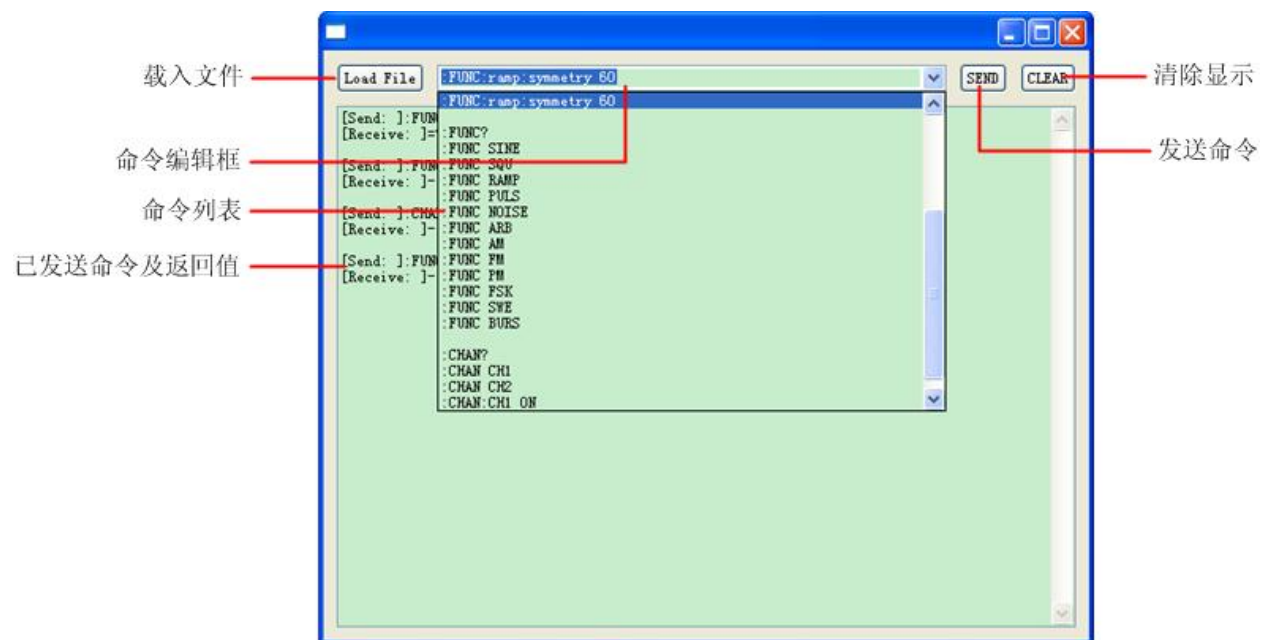 载入文件
Load File
:FUNC:ramp:symmetry 60
SEND
CLEAR
清除显示
:FUNC:ramp:symmetry 60
[Send: ]:FUN
[Receive: ]=
:FUNC?
:FUNC SINE
发送命令
命令编辑框
[Send: ]:FUN
:FUNC SQU
[Receive: ]-
:FUNC RAMP
:FUNC PULS
命令列表
[Send: ]:CHA
:FUNC NOISE
[Receive: ]-
:FUNC ARB
:FUNC AM
已发送命令及返回值
[Send: ]:FUN
:FUNC FM
[Receive: ]-
:FUNC PM
:FUNC FSK
:FUNC SWE
:FUNC BURS
:CHAN?
:CHAN CH1
:CHAN CH2
:CHAN:CH1 ON